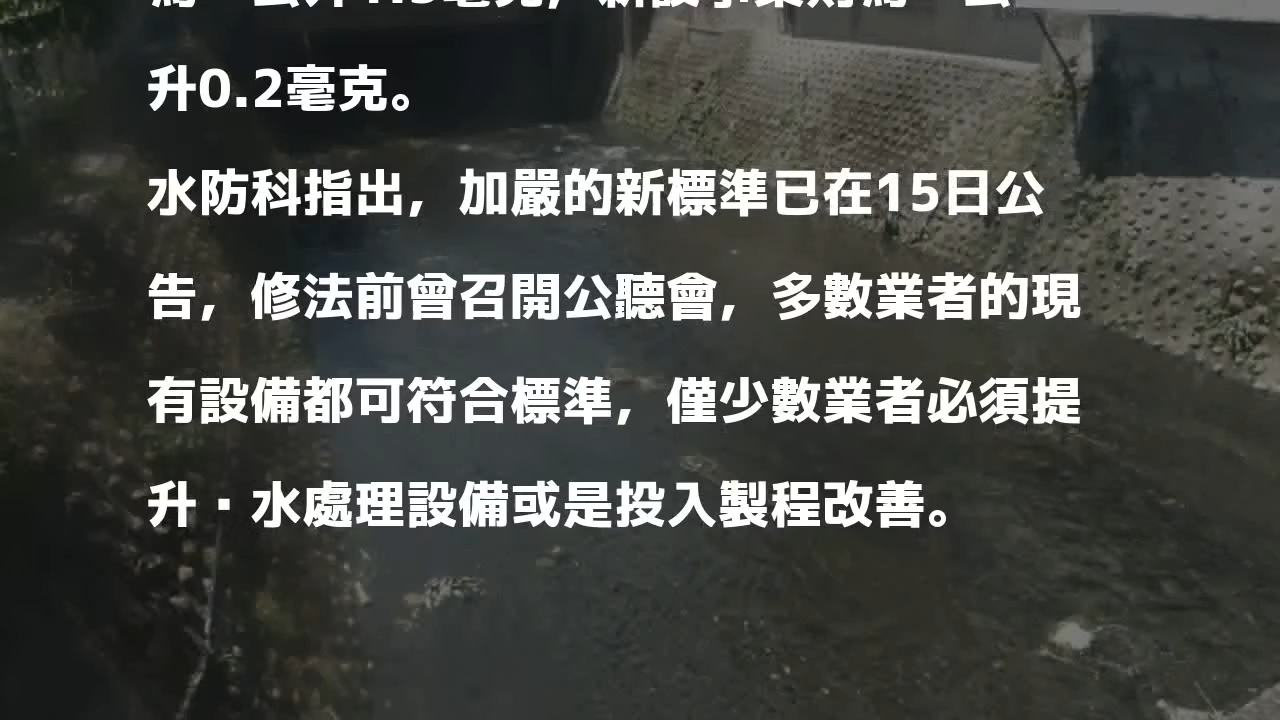 升0.2毫克。
水防科指出，加嚴的新標準已在15日公
告，修法前曾召開公聽會，多數業者的現
有設備都可符合標準，僅少數業者必須提
升·水處理設備或是投入製程改善。